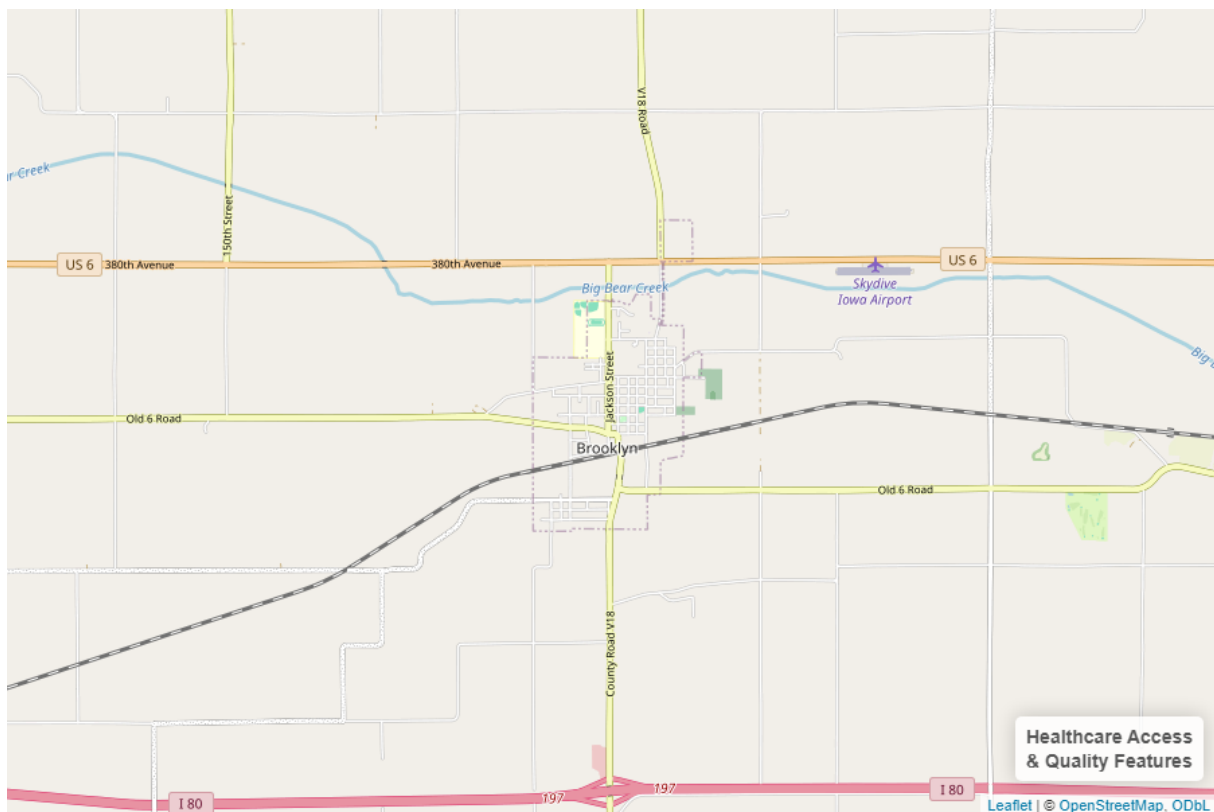 V18 Road
ar Creek
150th Street
US 6
380th Avenue
380th Avenue
US 6
Skydive
Iowa Airport
Big Bear Creek
Big B
Jackson Street
Old 6 Road
Brooklyn
Old 6 Road
County Road V18
Healthcare Access
& Quality Features
I 80
197
197
I 80
Leaflet | © OpenStreetMap, ODbL